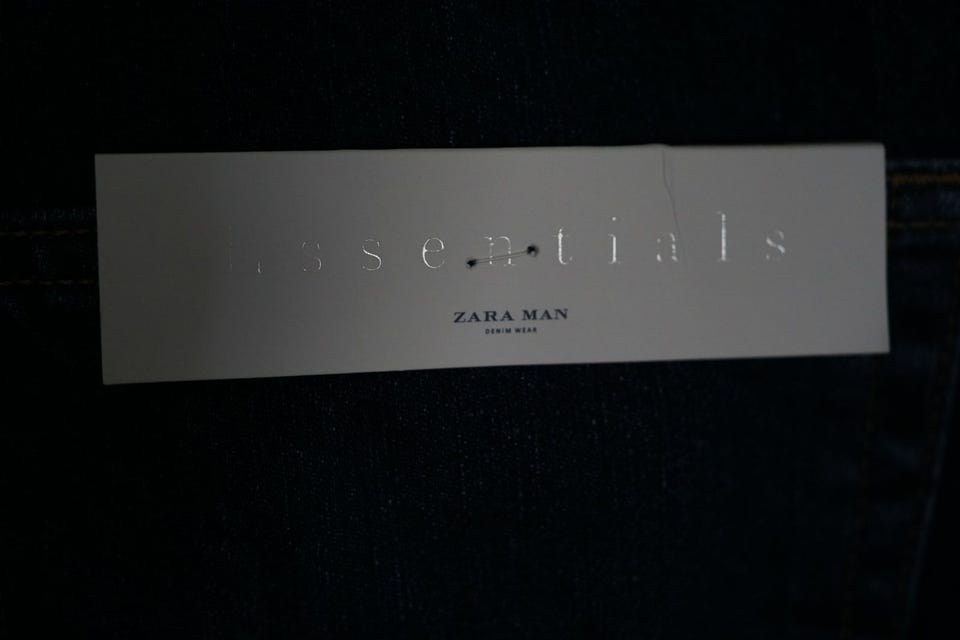 Essentials
ZARA MAN
DENIM WEAR